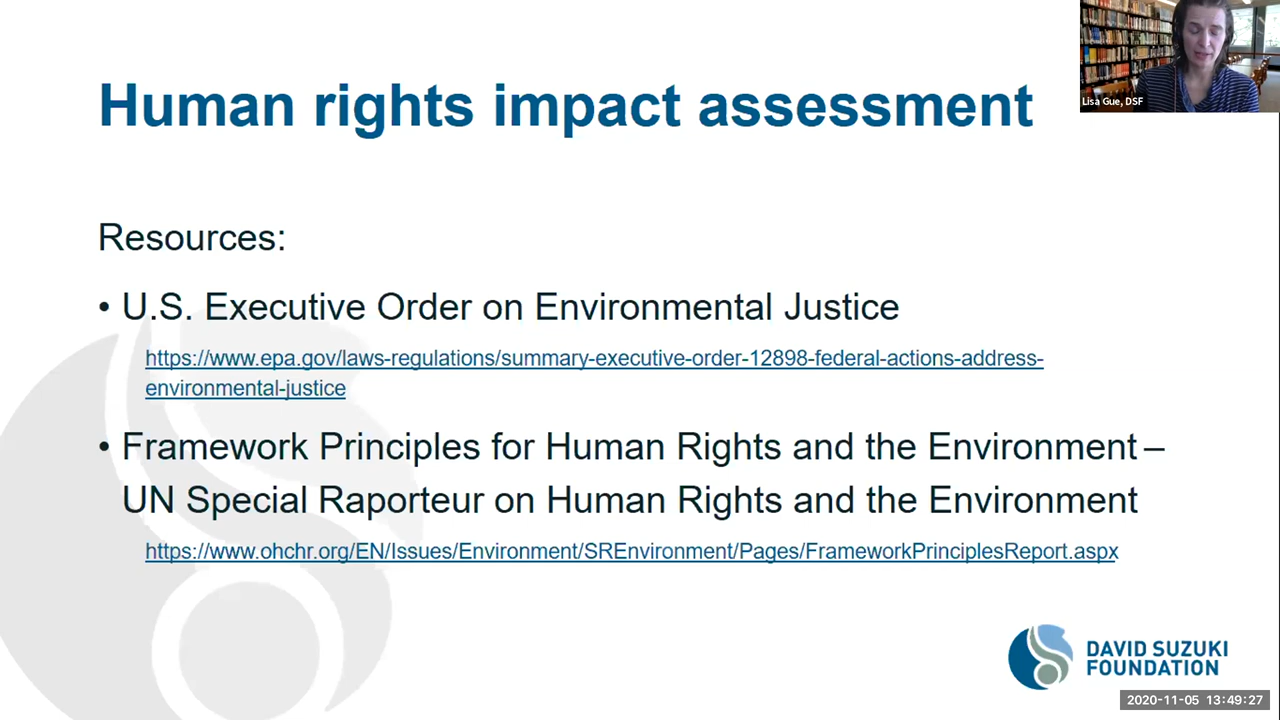 Human rights impact assessment
Lisa Gue, DSF
Resources:
• U.S. Executive Order on Environmental Justice
https://www.epa.gov/laws-regulations/summary-executive-order-12898-federal-actions-address-
environmental-justice
• Framework Principles for Human Rights and the Environment –
UN Special Raporteur on Human Rights and the Environment
https://www.ohchr.org/EN/Issues/Environment/SREnvironment/Pages/FrameworkPrinciplesReport.aspx
DAVID SUZUKI
FOUNDATION
2020-11-05 13:49:27